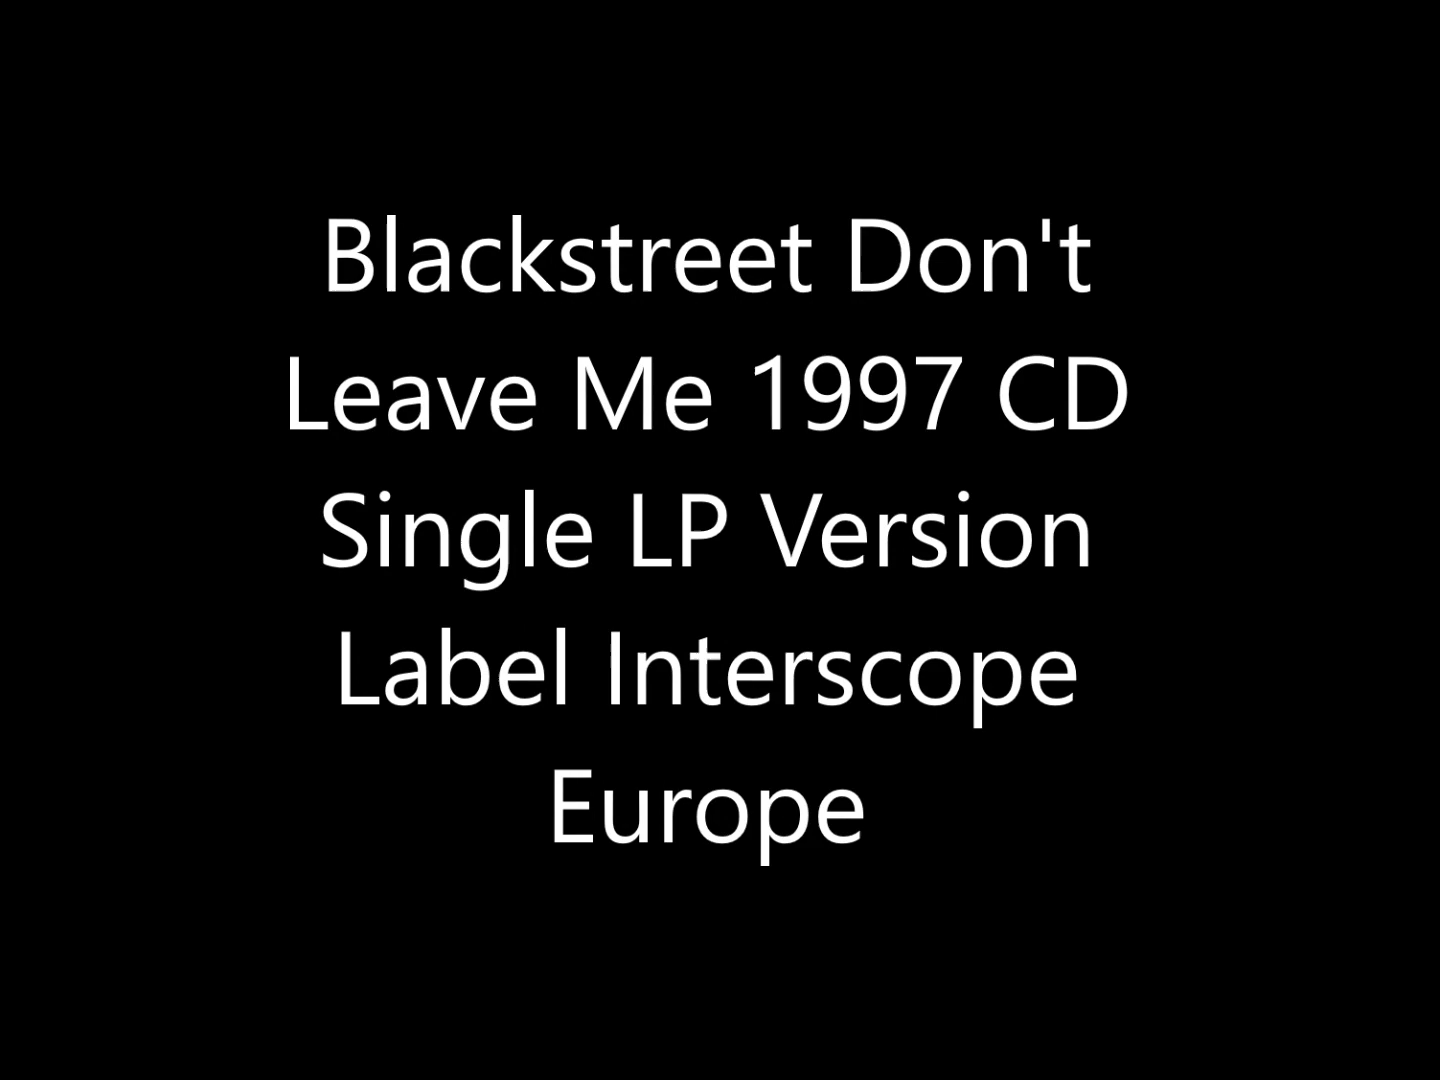 Blackstreet Don't
Leave Me 1997 CD
Single LP Version
Label Interscope
Europe